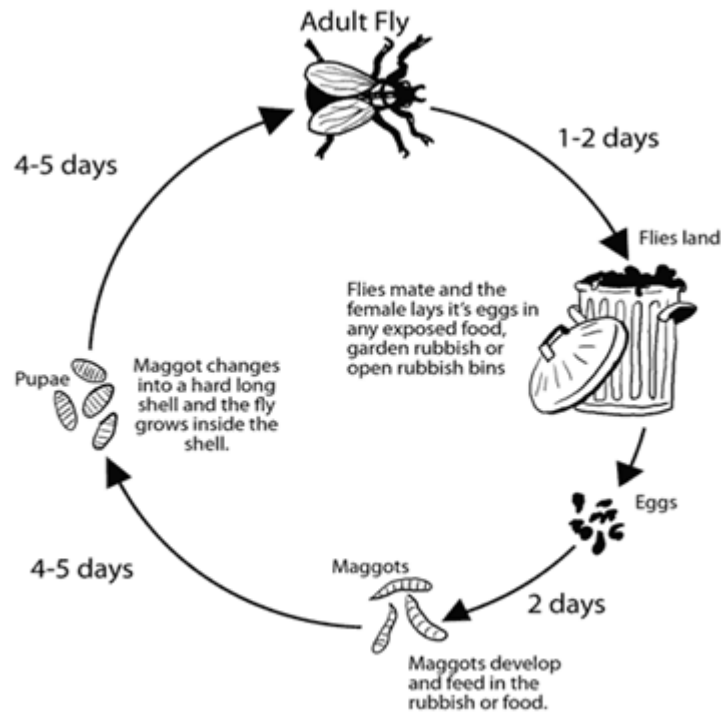 Adult Fly
1-2 days
Flies land
Flies mate and the
female lays it's eggs in
any exposed food,
garden rubbish or
open rubbish bins
Eggs
2 days
Maggots
Maggots develop
and feed in the
rubbish or food.
4-5 days
Pupae
Maggot changes
into a hard long
shell and the fly
grows inside the
shell.
4-5 days